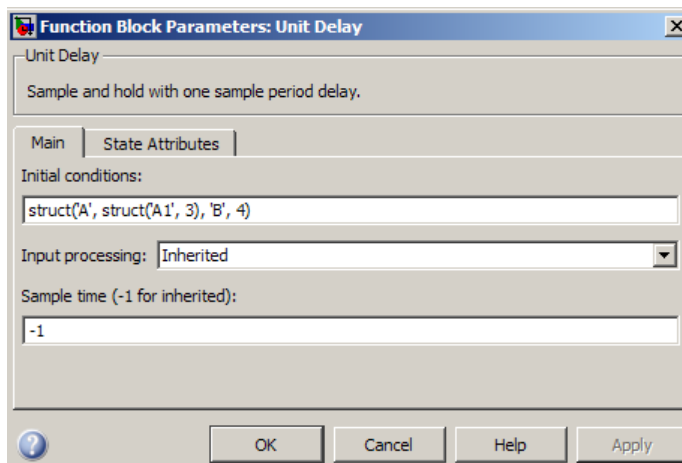 Function Block Parameters: Unit Delay
Unit Delay
Sample and hold with one sample period delay.
Main State Attributes
Initial conditions:
struct('A', struct('A1', 3), 'B', 4)
Input processing: Inherited
Sample time (-1 for inherited):
-1
OK Cancel Help Apply